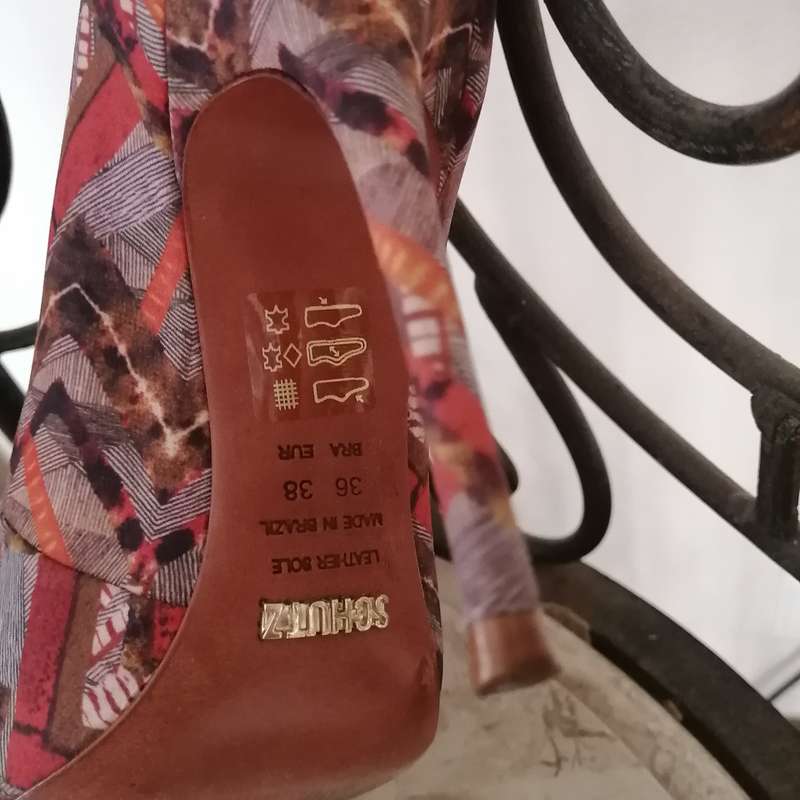 SCHUTZ
LEATHER SOLE
MADE IN BRAZIL
36 38
BRA EUR